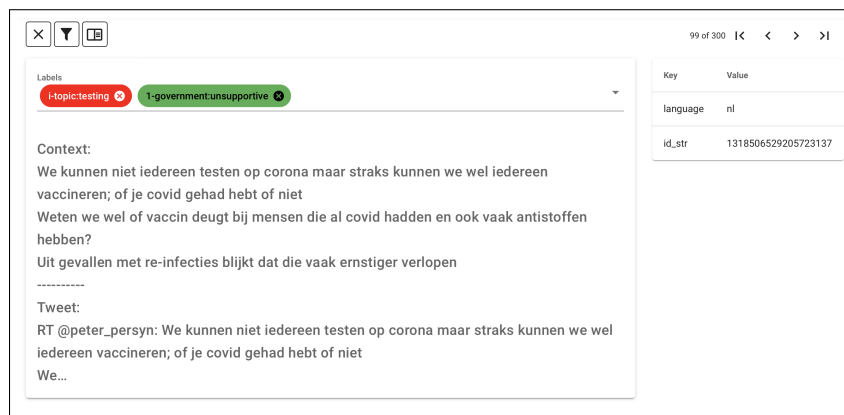 99 of 300
Labels
i-topic:testing
1-government:unsupportive
Key Value
language nl
id_str 1318506529205723137
Context:
We kunnen niet iedereen testen op corona maar straks kunnen we wel iedereen
vaccineren; of je covid gehad hebt of niet
Weten we wel of vaccin deugt bij mensen die al covid hadden en ook vaak antistoffen
hebben?
Uit gevallen met re-infecties blijkt dat die vaak ernstiger verlopen
----------
Tweet:
RT @peter_persyn: We kunnen niet iedereen testen op corona maar straks kunnen we wel
iedereen vaccineren; of je covid gehad hebt of niet
We…